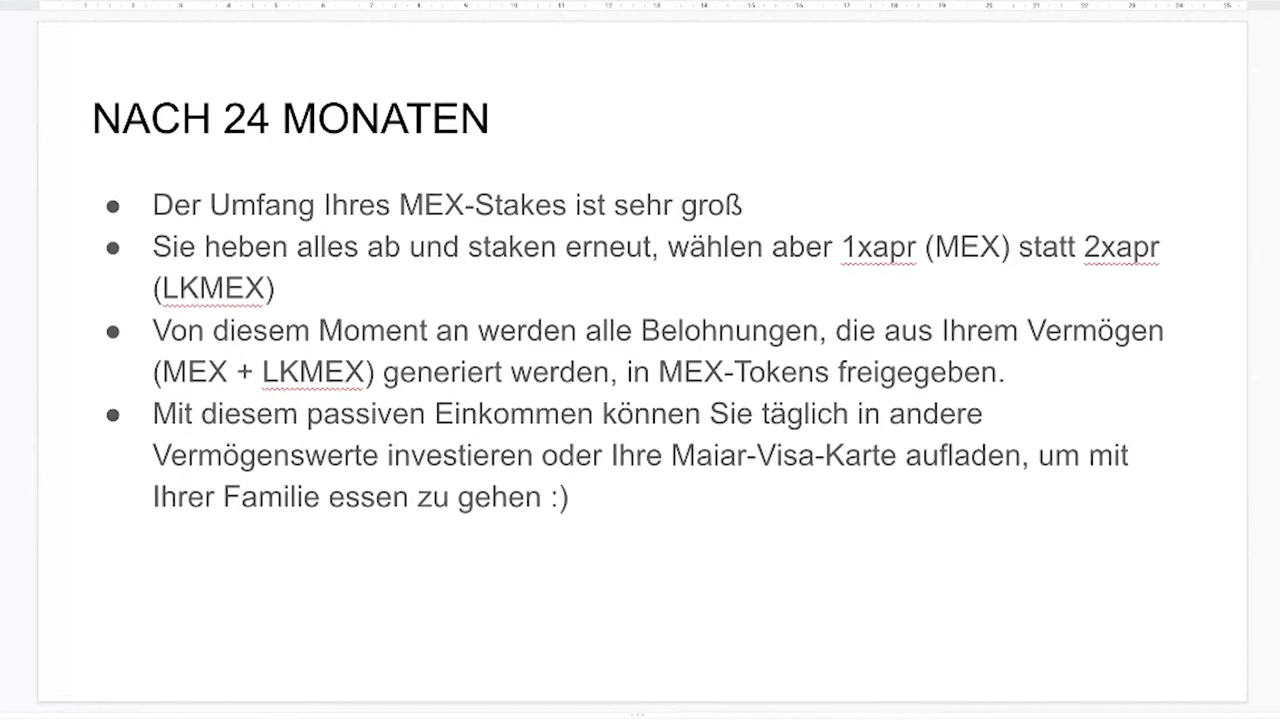 NACH 24 MONATEN
● Der Umfang Ihres MEX-Stakes ist sehr groß
● Sie heben alles ab und staken erneut, wählen aber 1xapr (MEX) statt 2xapr
(LKMEX)
● Von diesem Moment an werden alle Belohnungen, die aus Ihrem Vermögen
(MEX + LKMEX) generiert werden, in MEX-Tokens freigegeben.
● Mit diesem passiven Einkommen können Sie täglich in andere
Vermögenswerte investieren oder Ihre Maiar-Visa-Karte aufladen, um mit
Ihrer Familie essen zu gehen :)